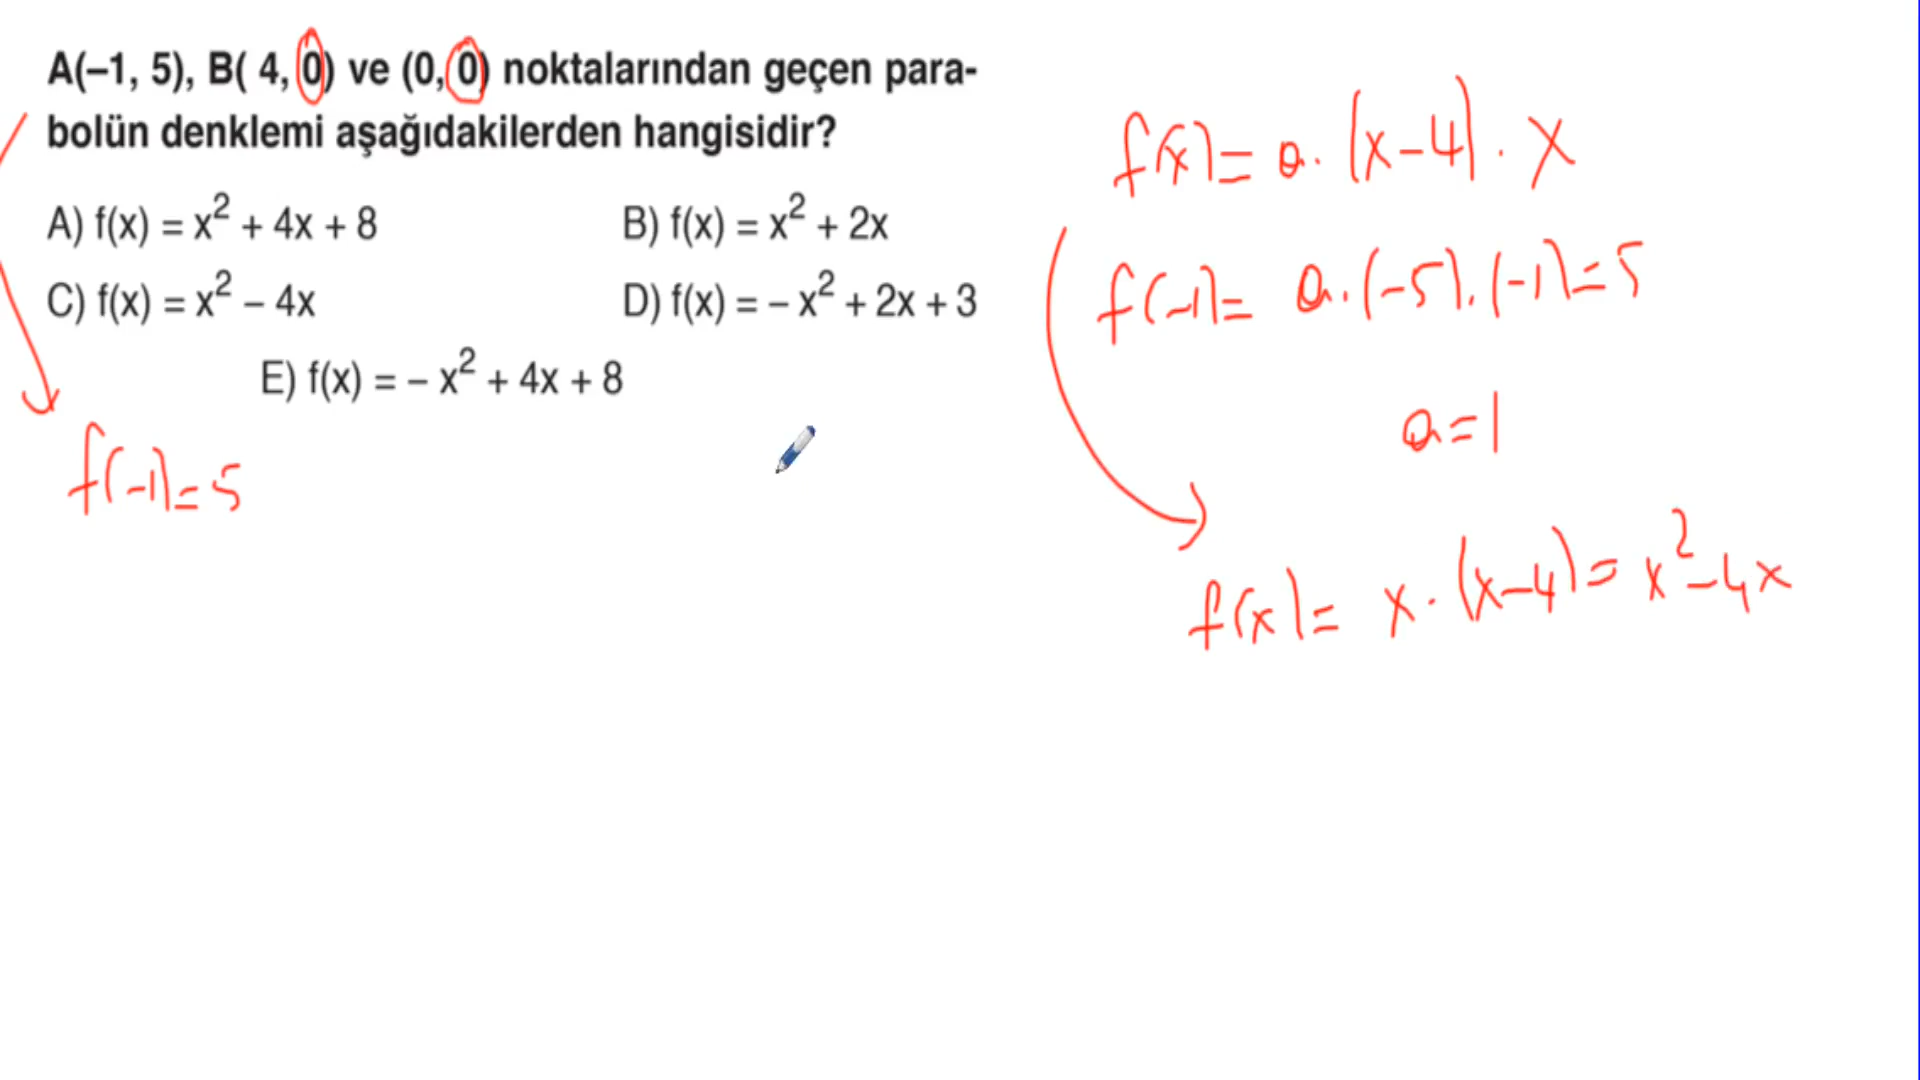 A(–1, 5), B( 4, 0) ve (0, 0) noktalarından geçen para-
bolün denklemi aşağıdakilerden hangisidir?
A) f(x) = x² + 4x + 8
B) f(x) = x² + 2x
C) f(x) = x² – 4x
D) f(x) = – x² + 2x + 3
E) f(x) = – x² + 4x + 8
f(-1)=5
f(x)= a. (x-4) . x
f(-1)= a.(-5).(-1)=5
a=1
f(x)= x.(x-4)= x²-4x